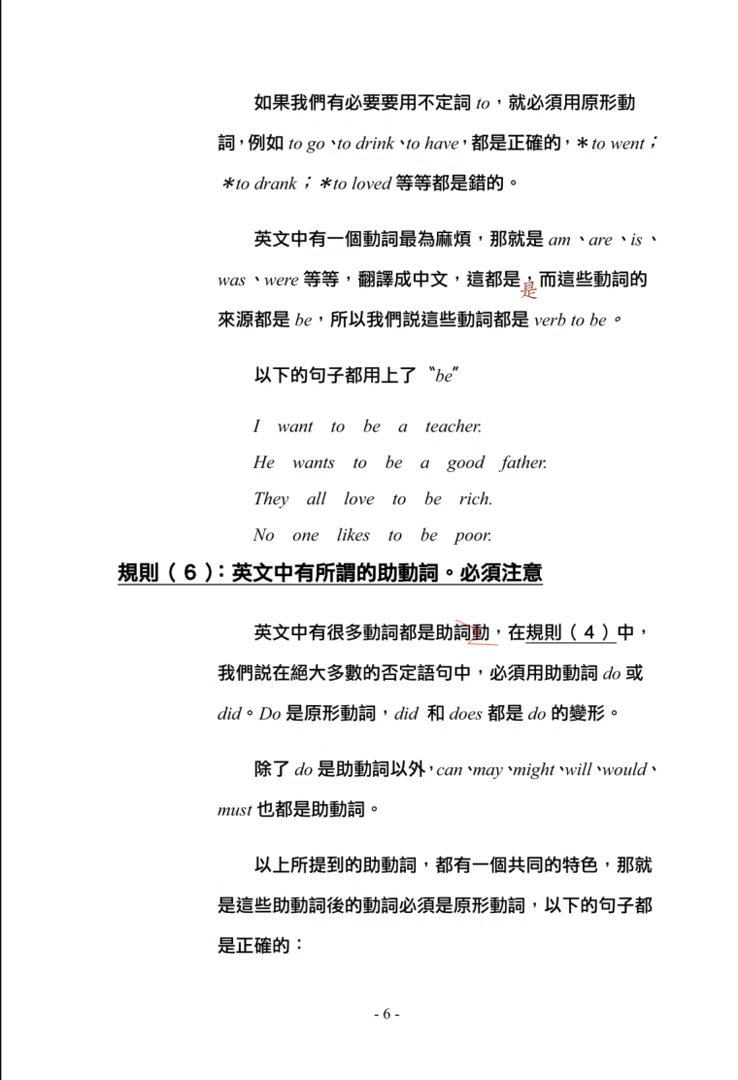 如果我們有必要要用不定詞 to，就必須用原形動
詞，例如 to go、to drink、to have，都是正確的，＊to went；
＊to drank；＊to loved 等等都是錯的。
英文中有一個動詞最為麻煩，那就是 am、are、is、
was、were 等等，翻譯成中文，這都是，而這些動詞的
是
來源都是 be，所以我們說這些動詞都是 verb to be。
以下的句子都用上了〝be〞
I want to be a teacher.
He wants to be a good father.
They all love to be rich.
No one likes to be poor.
規則（6）：英文中有所謂的助動詞。必須注意
英文中有很多動詞都是助詞動，在規則（4）中，
我們說在絕大多數的否定語句中，必須用助動詞 do 或
did。Do 是原形動詞，did 和 does 都是 do 的變形。
除了 do 是助動詞以外，can、may、might、will、would、
must 也都是助動詞。
以上所提到的助動詞，都有一個共同的特色，那就
是這些助動詞後的動詞必須是原形動詞，以下的句子都
是正確的：
- 6 -